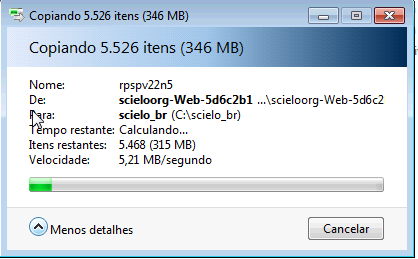 Copiando 5.526 itens (346 MB)
Copiando 5.526 itens (346 MB)
Nome: rpspv22n5
De: scieloorg-Web-5d6c2b1 ...\scieloorg-Web-5d6c2
Para: scielo_br (C:\scielo_br)
Tempo restante: Calculando...
Itens restantes: 5.468 (315 MB)
Velocidade: 5,21 MB/segundo
Menos detalhes Cancelar